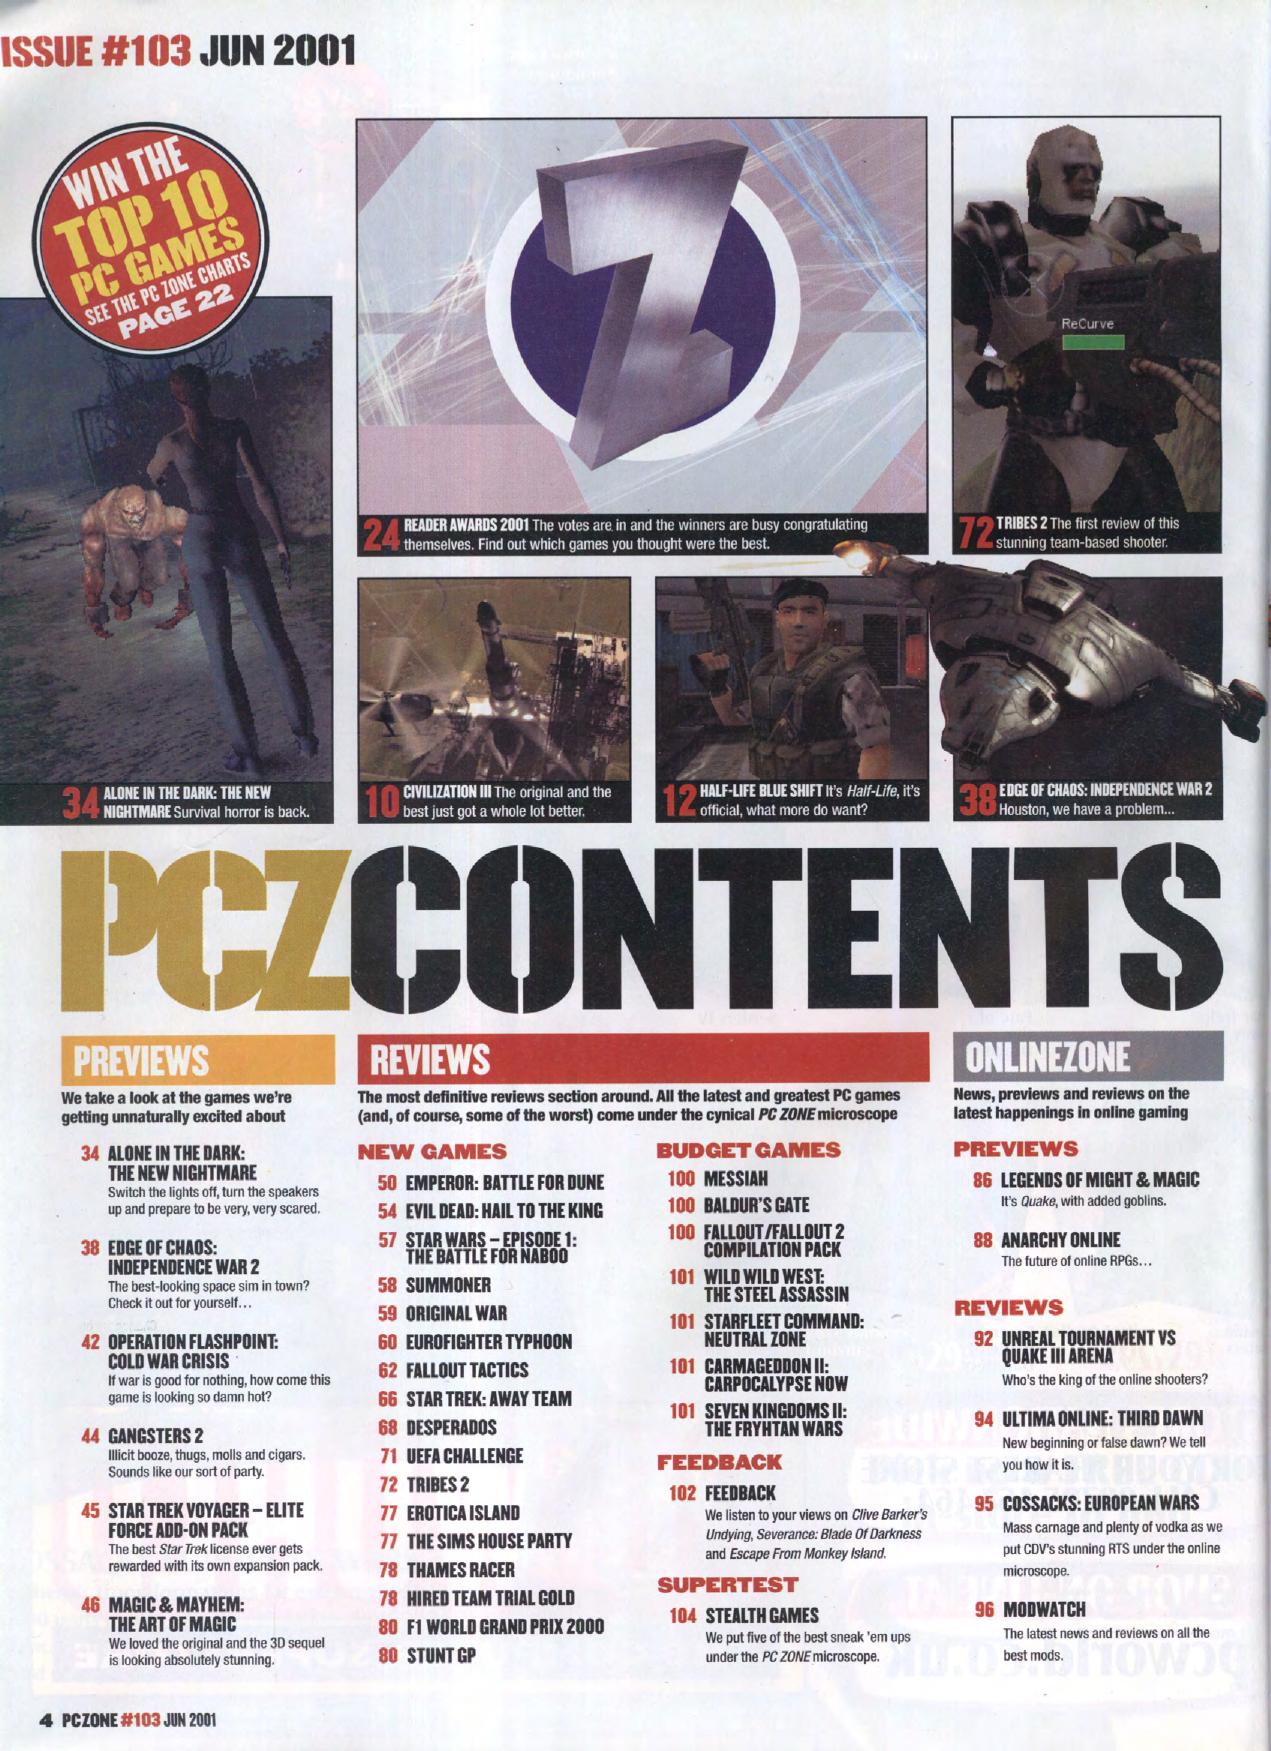 ISSUE #103 JUN 2001
WIN THE
TOP 10
PC GAMES
SEE THE PC ZONE CHARTS
PAGE 22
Z
ReCurve
24 READER AWARDS 2001 The votes are in and the winners are busy congratulating
themselves. Find out which games you thought were the best.
72 TRIBES 2 The first review of this
stunning team-based shooter.
34 ALONE IN THE DARK: THE NEW
NIGHTMARE Survival horror is back.
10 CIVILIZATION III The original and the
best just got a whole lot better.
12 HALF-LIFE BLUE SHIFT It's Half-Life, it's
official, what more do want?
38 EDGE OF CHAOS: INDEPENDENCE WAR 2
Houston, we have a problem...
PCZCONTENTS
PREVIEWS
We take a look at the games we're
getting unnaturally excited about
34 ALONE IN THE DARK:
THE NEW NIGHTMARE
Switch the lights off, turn the speakers
up and prepare to be very, very scared.
38 EDGE OF CHAOS:
INDEPENDENCE WAR 2
The best-looking space sim in town?
Check it out for yourself...
42 OPERATION FLASHPOINT:
COLD WAR CRISIS
If war is good for nothing, how come this
game is looking so damn hot?
44 GANGSTERS 2
Illicit booze, thugs, molls and cigars.
Sounds like our sort of party.
45 STAR TREK VOYAGER – ELITE
FORCE ADD-ON PACK
The best Star Trek license ever gets
rewarded with its own expansion pack.
46 MAGIC & MAYHEM:
THE ART OF MAGIC
We loved the original and the 3D sequel
is looking absolutely stunning.
REVIEWS
The most definitive reviews section around. All the latest and greatest PC games
(and, of course, some of the worst) come under the cynical PC ZONE microscope
NEW GAMES
50 EMPEROR: BATTLE FOR DUNE
54 EVIL DEAD: HAIL TO THE KING
57 STAR WARS – EPISODE 1:
THE BATTLE FOR NABOO
58 SUMMONER
59 ORIGINAL WAR
60 EUROFIGHTER TYPHOON
62 FALLOUT TACTICS
66 STAR TREK: AWAY TEAM
68 DESPERADOS
71 UEFA CHALLENGE
72 TRIBES 2
77 EROTICA ISLAND
77 THE SIMS HOUSE PARTY
78 THAMES RACER
78 HIRED TEAM TRIAL GOLD
80 F1 WORLD GRAND PRIX 2000
80 STUNT GP
BUDGET GAMES
100 MESSIAH
100 BALDUR'S GATE
100 FALLOUT/FALLOUT 2
COMPILATION PACK
101 WILD WILD WEST:
THE STEEL ASSASSIN
101 STARFLEET COMMAND:
NEUTRAL ZONE
101 CARMAGEDDON II:
CARPOCALYPSE NOW
101 SEVEN KINGDOMS II:
THE FRYHTAN WARS
FEEDBACK
102 FEEDBACK
We listen to your views on Clive Barker's
Undying, Severance: Blade Of Darkness
and Escape From Monkey Island.
SUPERTEST
104 STEALTH GAMES
We put five of the best sneak 'em ups
under the PC ZONE microscope.
ONLINEZONE
News, previews and reviews on the
latest happenings in online gaming
PREVIEWS
86 LEGENDS OF MIGHT & MAGIC
It's Quake, with added goblins.
88 ANARCHY ONLINE
The future of online RPGs...
REVIEWS
92 UNREAL TOURNAMENT VS
QUAKE III ARENA
Who's the king of the online shooters?
94 ULTIMA ONLINE: THIRD DAWN
New beginning or false dawn? We tell
you how it is.
95 COSSACKS: EUROPEAN WARS
Mass carnage and plenty of vodka as we
put CDV's stunning RTS under the online
microscope.
96 MODWATCH
The latest news and reviews on all the
best mods.
4 PCZONE #103 JUN 2001